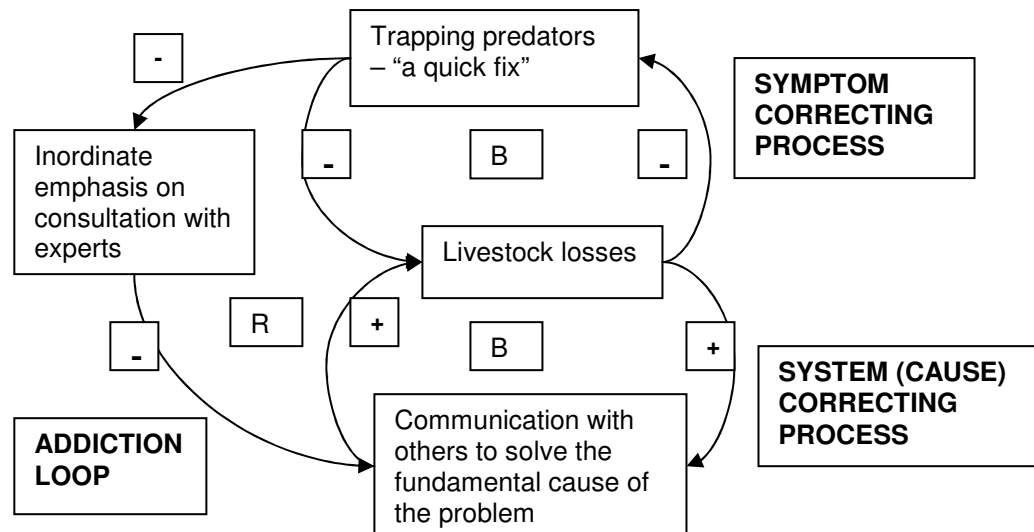 Trapping predators
– “a quick fix”
-
SYMPTOM
CORRECTING
PROCESS
Inordinate
emphasis on
consultation with
experts
-
B
-
Livestock losses
R
+
B
+
-
SYSTEM (CAUSE)
CORRECTING
PROCESS
Communication with
others to solve the
fundamental cause of
the problem
ADDICTION
LOOP